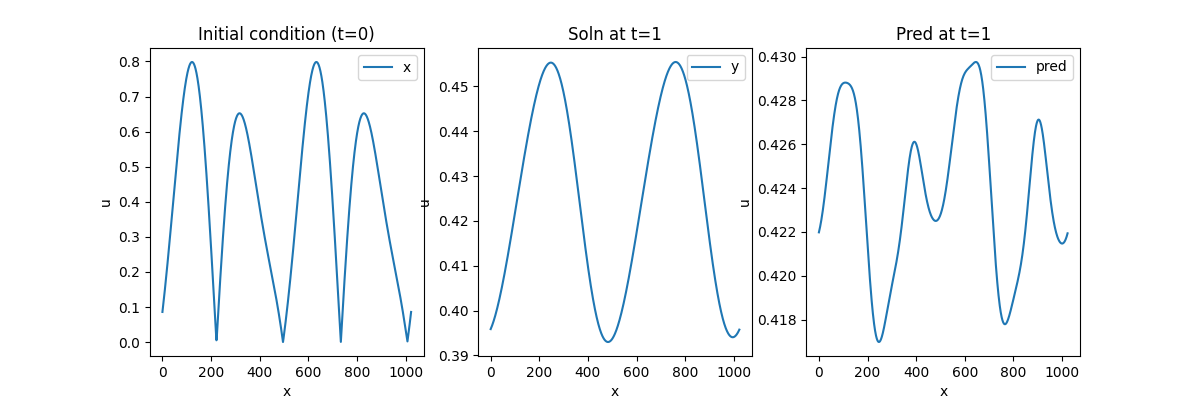 Initial condition (t=0)
0.8
0.7
0.6
0.5
0.4
0.3
0.2
0.1
0.0
0 200 400 600 800 1000
x
u
x
Soln at t=1
0.45
0.44
0.43
0.42
0.41
0.40
0.39
0 200 400 600 800 1000
x
u
y
Pred at t=1
0.430
0.428
0.426
0.424
0.422
0.420
0.418
0 200 400 600 800 1000
x
u
pred